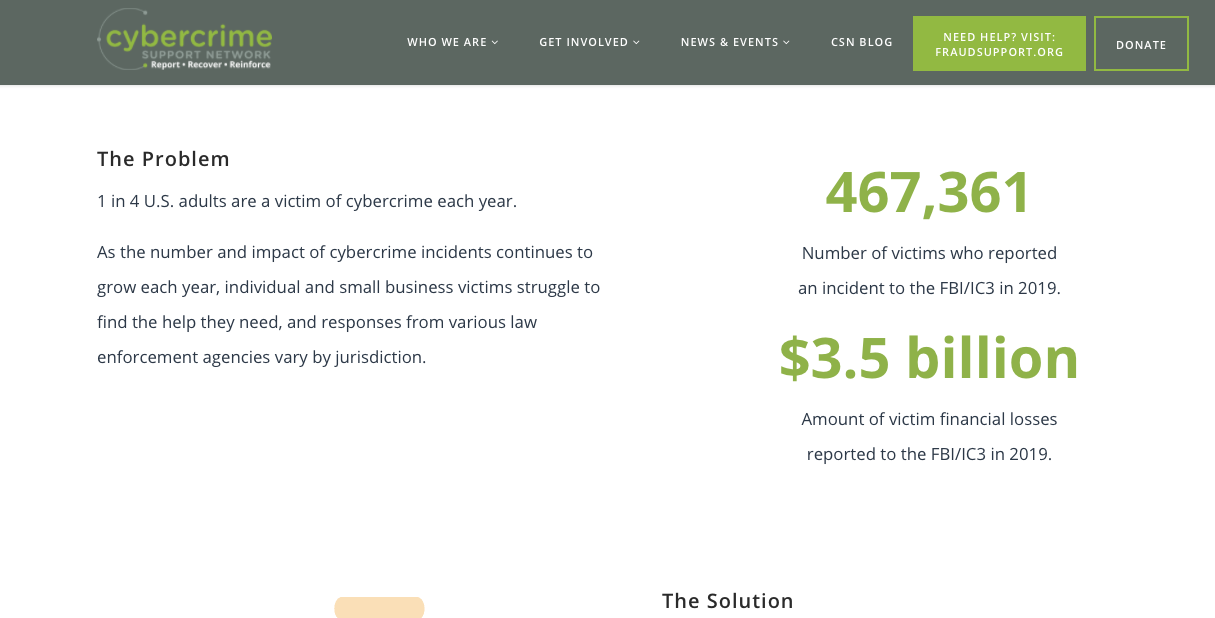 cybercrime
SUPPORT NETWORK
Report • Recover • Reinforce
WHO WE ARE
GET INVOLVED
NEWS & EVENTS
CSN BLOG
NEED HELP? VISIT:
FRAUDSUPPORT.ORG
DONATE
The Problem
1 in 4 U.S. adults are a victim of cybercrime each year.
As the number and impact of cybercrime incidents continues to
grow each year, individual and small business victims struggle to
find the help they need, and responses from various law
enforcement agencies vary by jurisdiction.
467,361
Number of victims who reported
an incident to the FBI/IC3 in 2019.
$3.5 billion
Amount of victim financial losses
reported to the FBI/IC3 in 2019.
The Solution